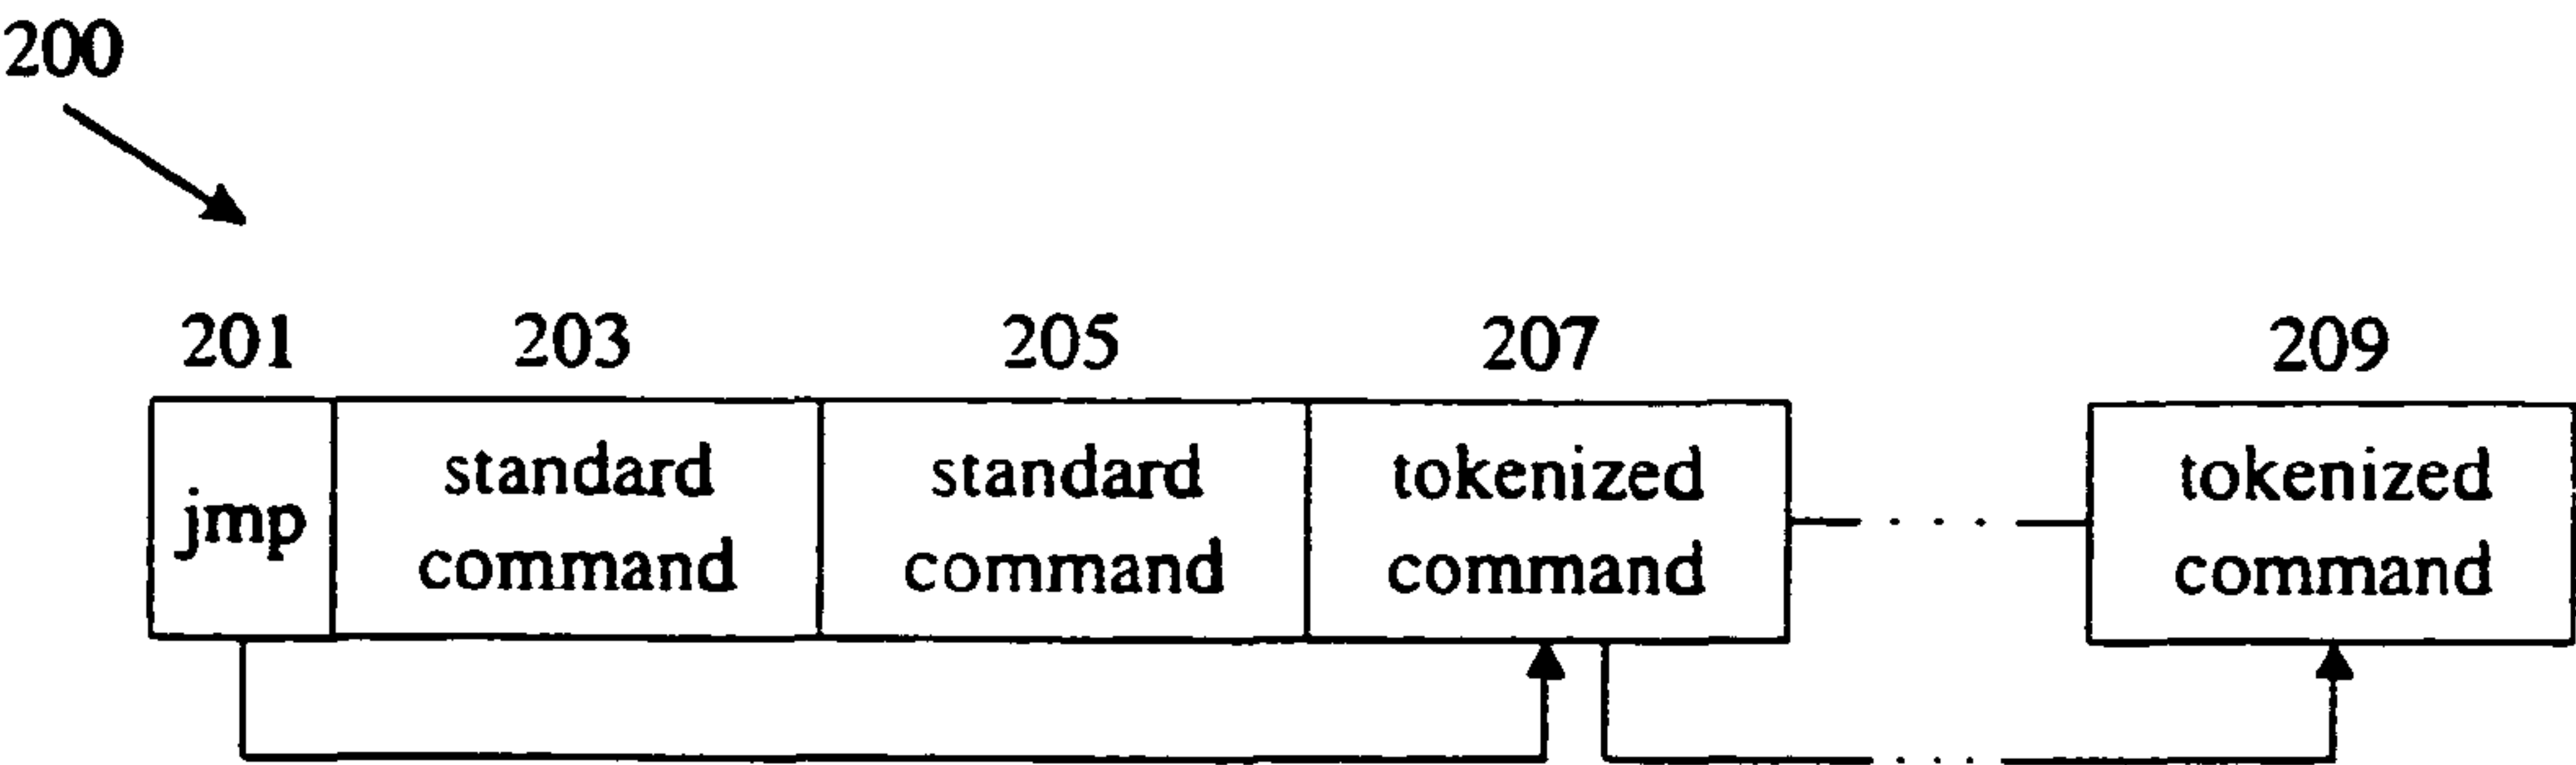 200
201 203 205 207 209
jmp
standard
command
standard
command
tokenized
command
tokenized
command